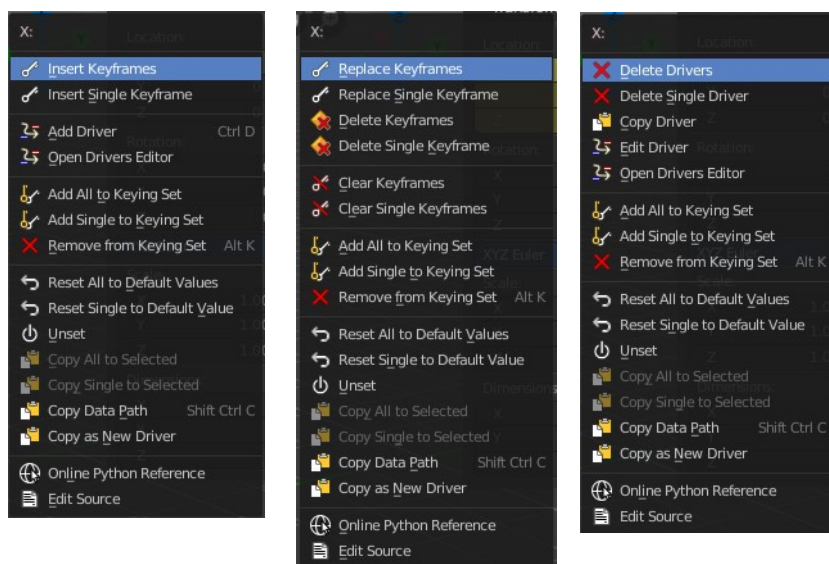 X:
Insert Keyframes
Insert Single Keyframe
Add Driver Ctrl D
Open Drivers Editor
Add All to Keying Set
Add Single to Keying Set
Remove from Keying Set Alt K
Reset All to Default Values
Reset Single to Default Value
Unset
Copy All to Selected
Copy Single to Selected
Copy Data Path Shift Ctrl C
Copy as New Driver
Online Python Reference
Edit Source
X:
Replace Keyframes
Replace Single Keyframe
Delete Keyframes
Delete Single Keyframe
Clear Keyframes
Clear Single Keyframes
Add All to Keying Set
Add Single to Keying Set
Remove from Keying Set Alt K
Reset All to Default Values
Reset Single to Default Value
Unset
Copy All to Selected
Copy Single to Selected
Copy Data Path Shift Ctrl C
Copy as New Driver
Online Python Reference
Edit Source
X:
Delete Drivers
Delete Single Driver
Copy Driver
Edit Driver
Open Drivers Editor
Add All to Keying Set
Add Single to Keying Set
Remove from Keying Set Alt K
Reset All to Default Values
Reset Single to Default Value
Unset
Copy All to Selected
Copy Single to Selected
Copy Data Path Shift Ctrl C
Copy as New Driver
Online Python Reference
Edit Source